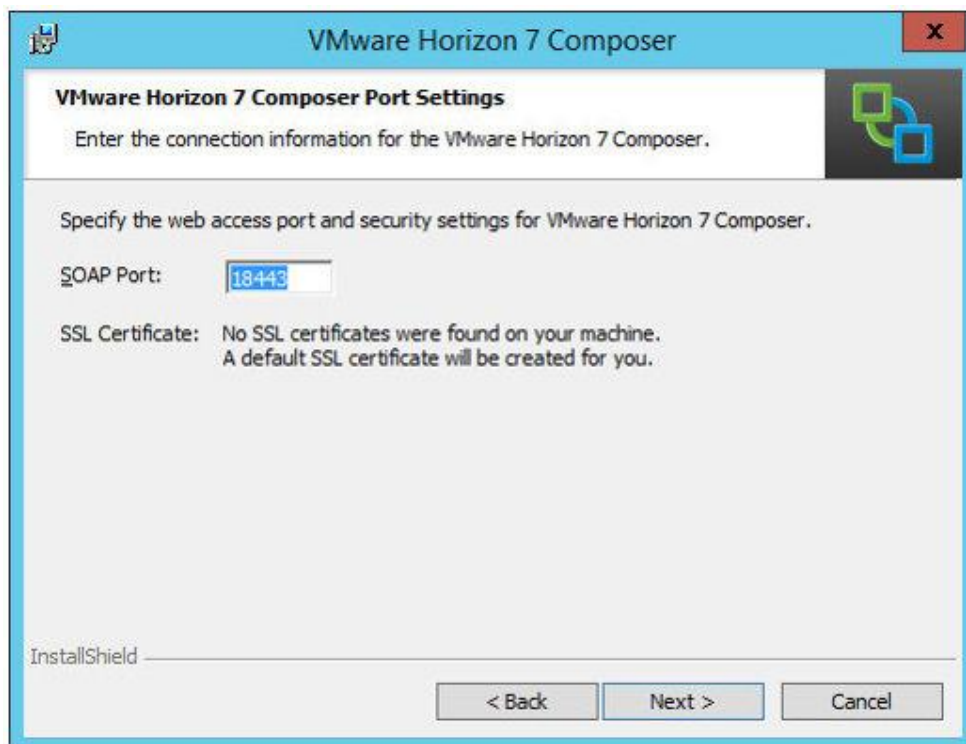 VMware Horizon 7 Composer
x
VMware Horizon 7 Composer Port Settings
Enter the connection information for the VMware Horizon 7 Composer.
Specify the web access port and security settings for VMware Horizon 7 Composer.
SOAP Port: 18443
SSL Certificate: No SSL certificates were found on your machine.
A default SSL certificate will be created for you.
InstallShield
< Back Next > Cancel